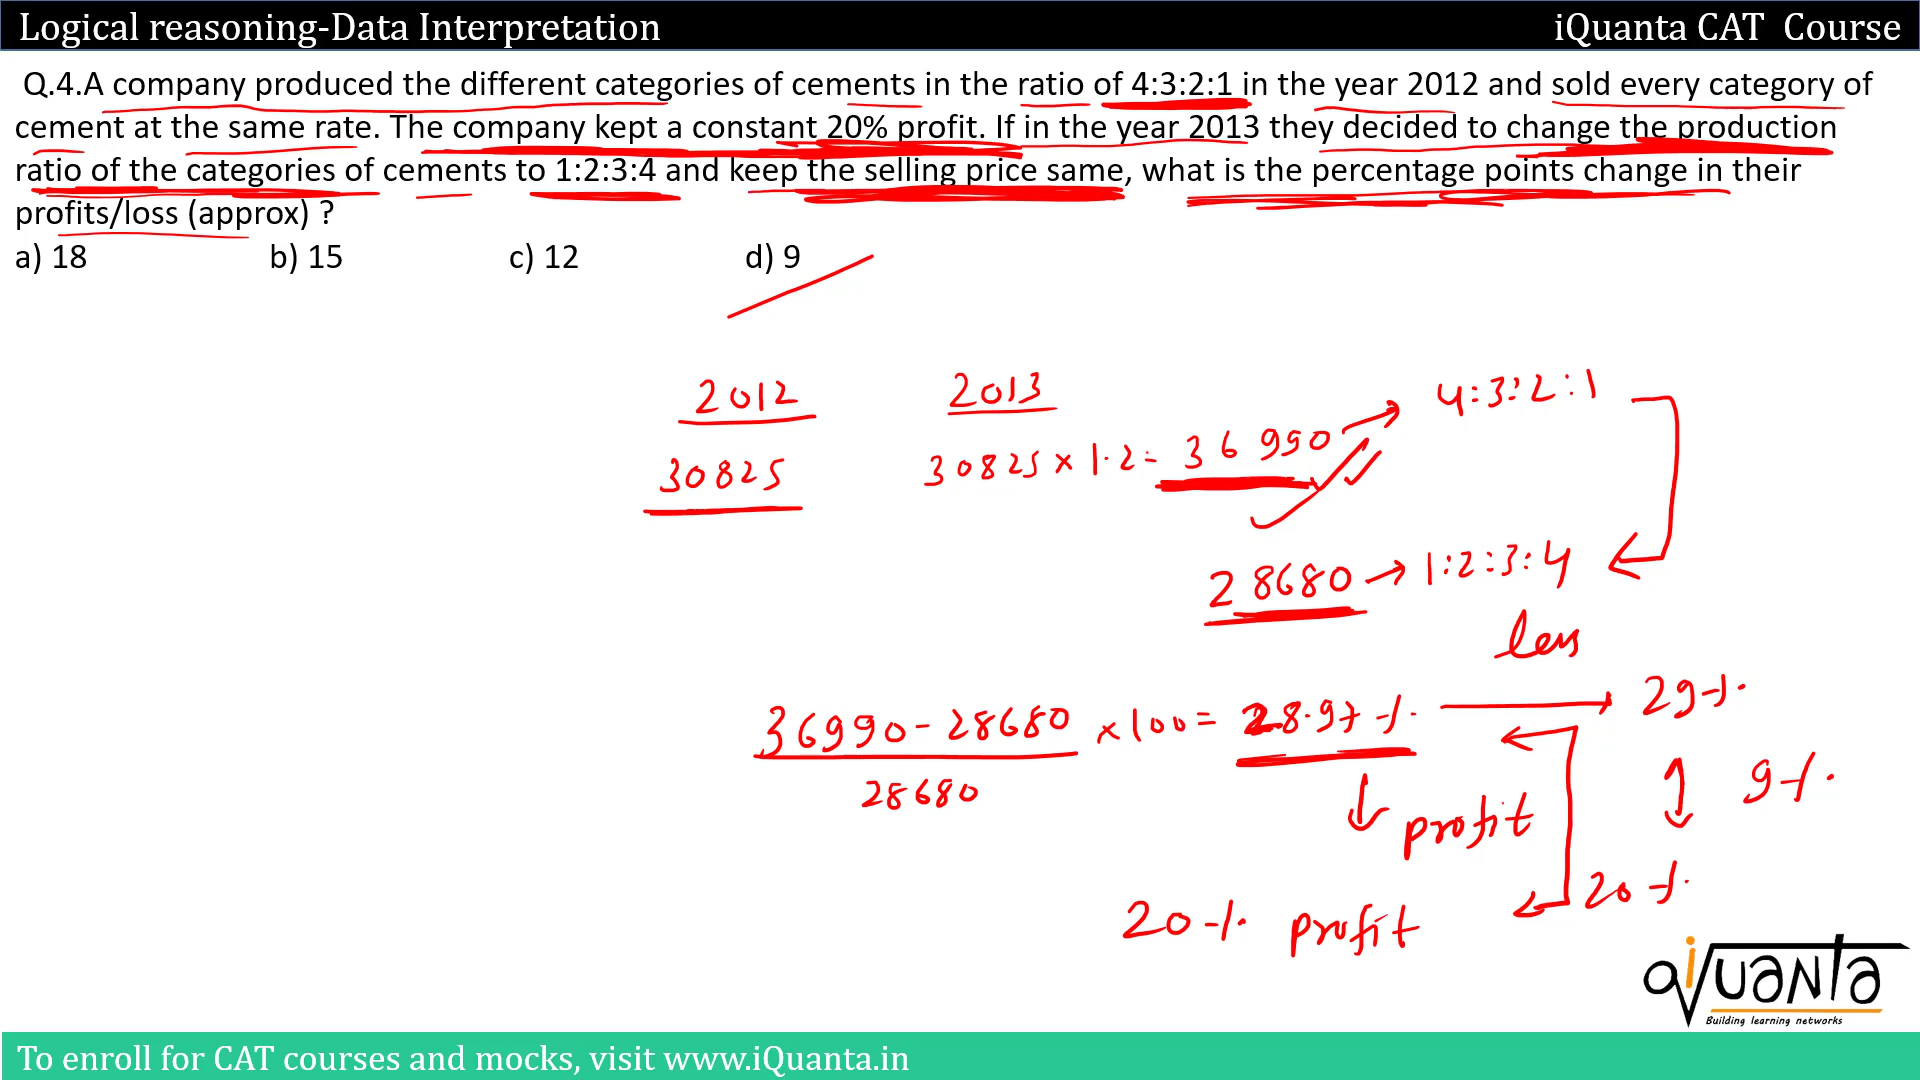 Logical reasoning-Data Interpretation
iQuanta CAT Course
Q.4.A company produced the different categories of cements in the ratio of 4:3:2:1 in the year 2012 and sold every category of
cement at the same rate. The company kept a constant 20% profit. If in the year 2013 they decided to change the production
ratio of the categories of cements to 1:2:3:4 and keep the selling price same, what is the percentage points change in their
profits/loss (approx) ?
a) 18 b) 15 c) 12 d) 9
2012 2013 4:3:2:1
30825 30825 x 1.2 = 36990
28680 → 1:2:3:4
less
36990 - 28680 x 100 = 28.97 % 29%
28680
profit 9%
20% profit 20%
iQuanta
Building learning networks
To enroll for CAT courses and mocks, visit www.iQuanta.in